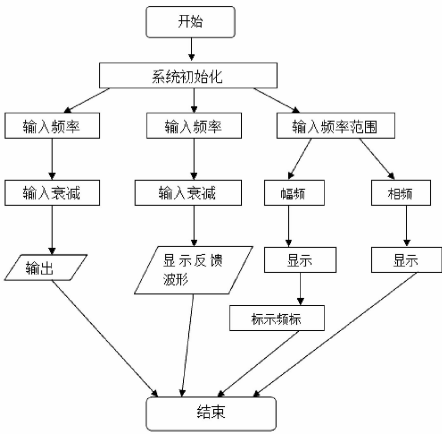 开始
系统初始化
输入频率
输入频率
输入频率范围
输入衰减
输入衰减
幅频
相频
输出
显示反馈
波形
显示
显示
标示频标
结束